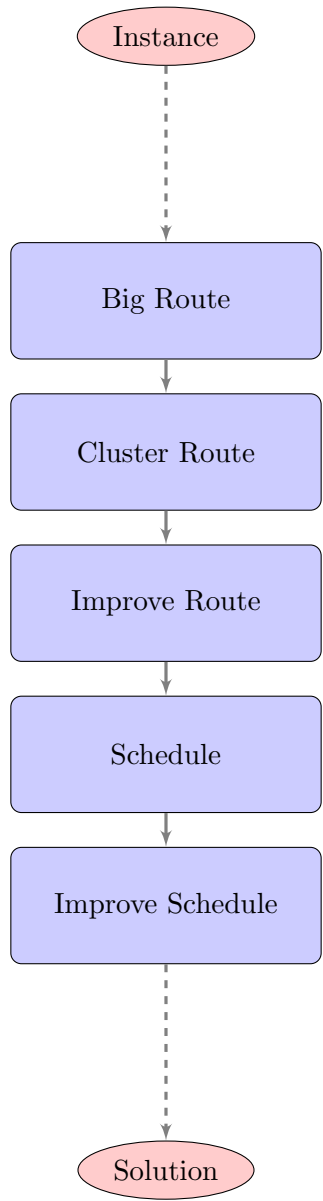 Instance
Big Route
Cluster Route
Improve Route
Schedule
Improve Schedule
Solution